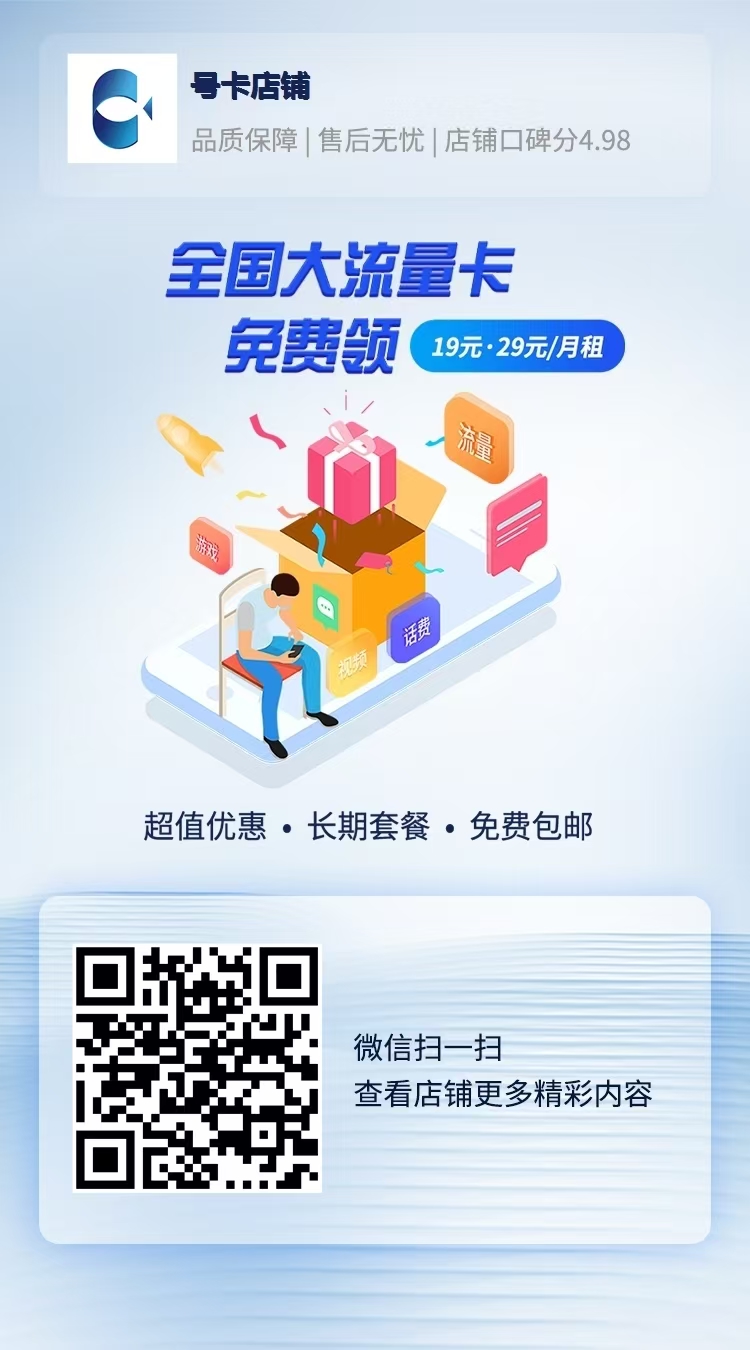 号卡店铺
品质保障 | 售后无忧 | 店铺口碑分4.98
全国大流量卡
免费领
19元·29元/月租
流量
游戏
话费
视频
超值优惠 • 长期套餐 • 免费包邮
微信扫一扫
查看店铺更多精彩内容